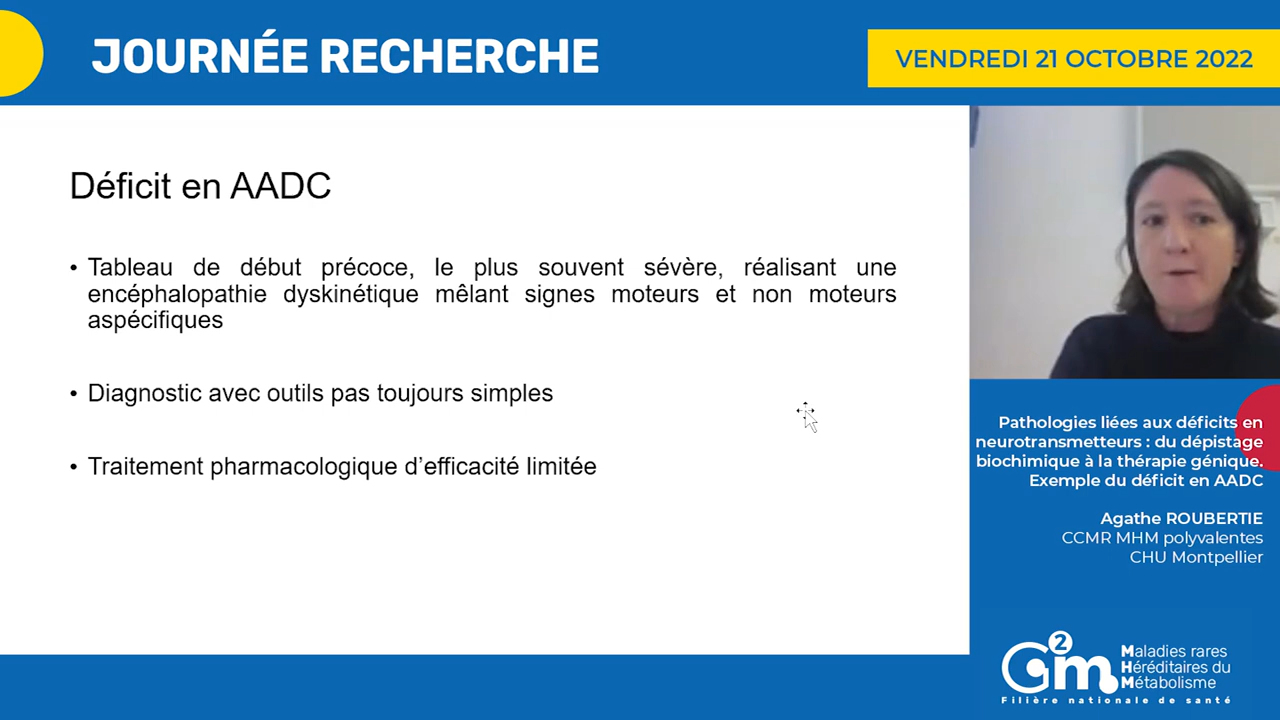 JOURNÉE RECHERCHE
VENDREDI 21 OCTOBRE 2022
Déficit en AADC
• Tableau de début précoce, le plus souvent sévère, réalisant une
encéphalopathie dyskinétique mêlant signes moteurs et non moteurs
aspécifiques
• Diagnostic avec outils pas toujours simples
• Traitement pharmacologique d’efficacité limitée
Pathologies liées aux déficits en
neurotransmetteurs : du dépistage
biochimique à la thérapie génique.
Exemple du déficit en AADC
Agathe ROUBERTIE
CCMR MHM polyvalentes
CHU Montpellier
G2m
Maladies rares
Héréditaires du
Métabolisme
Filière nationale de santé